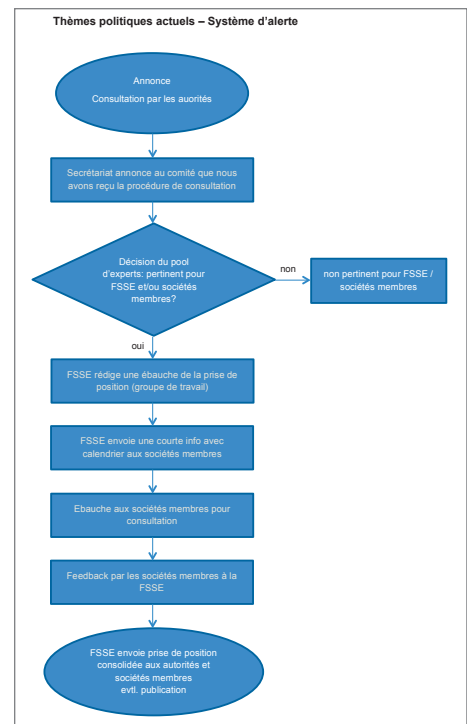 Thèmes politiques actuels – Système d'alerte
Annonce
Consultation par les auorités
Secrétariat annonce au comité que nous
avons reçu la procédure de consultation
Décision du pool
d'experts: pertinent pour
FSSE et/ou sociétés
membres?
non
non pertinent pour FSSE /
sociétés membres
oui
FSSE rédige une ébauche de la prise de
position (groupe de travail)
FSSE envoie une courte info avec
calendrier aux sociétés membres
Ebauche aux sociétés membres pour
consultation
Feedback par les sociétés membres à la
FSSE
FSSE envoie prise de position
consolidée aux autorités et
sociétés membres
evtl. publication